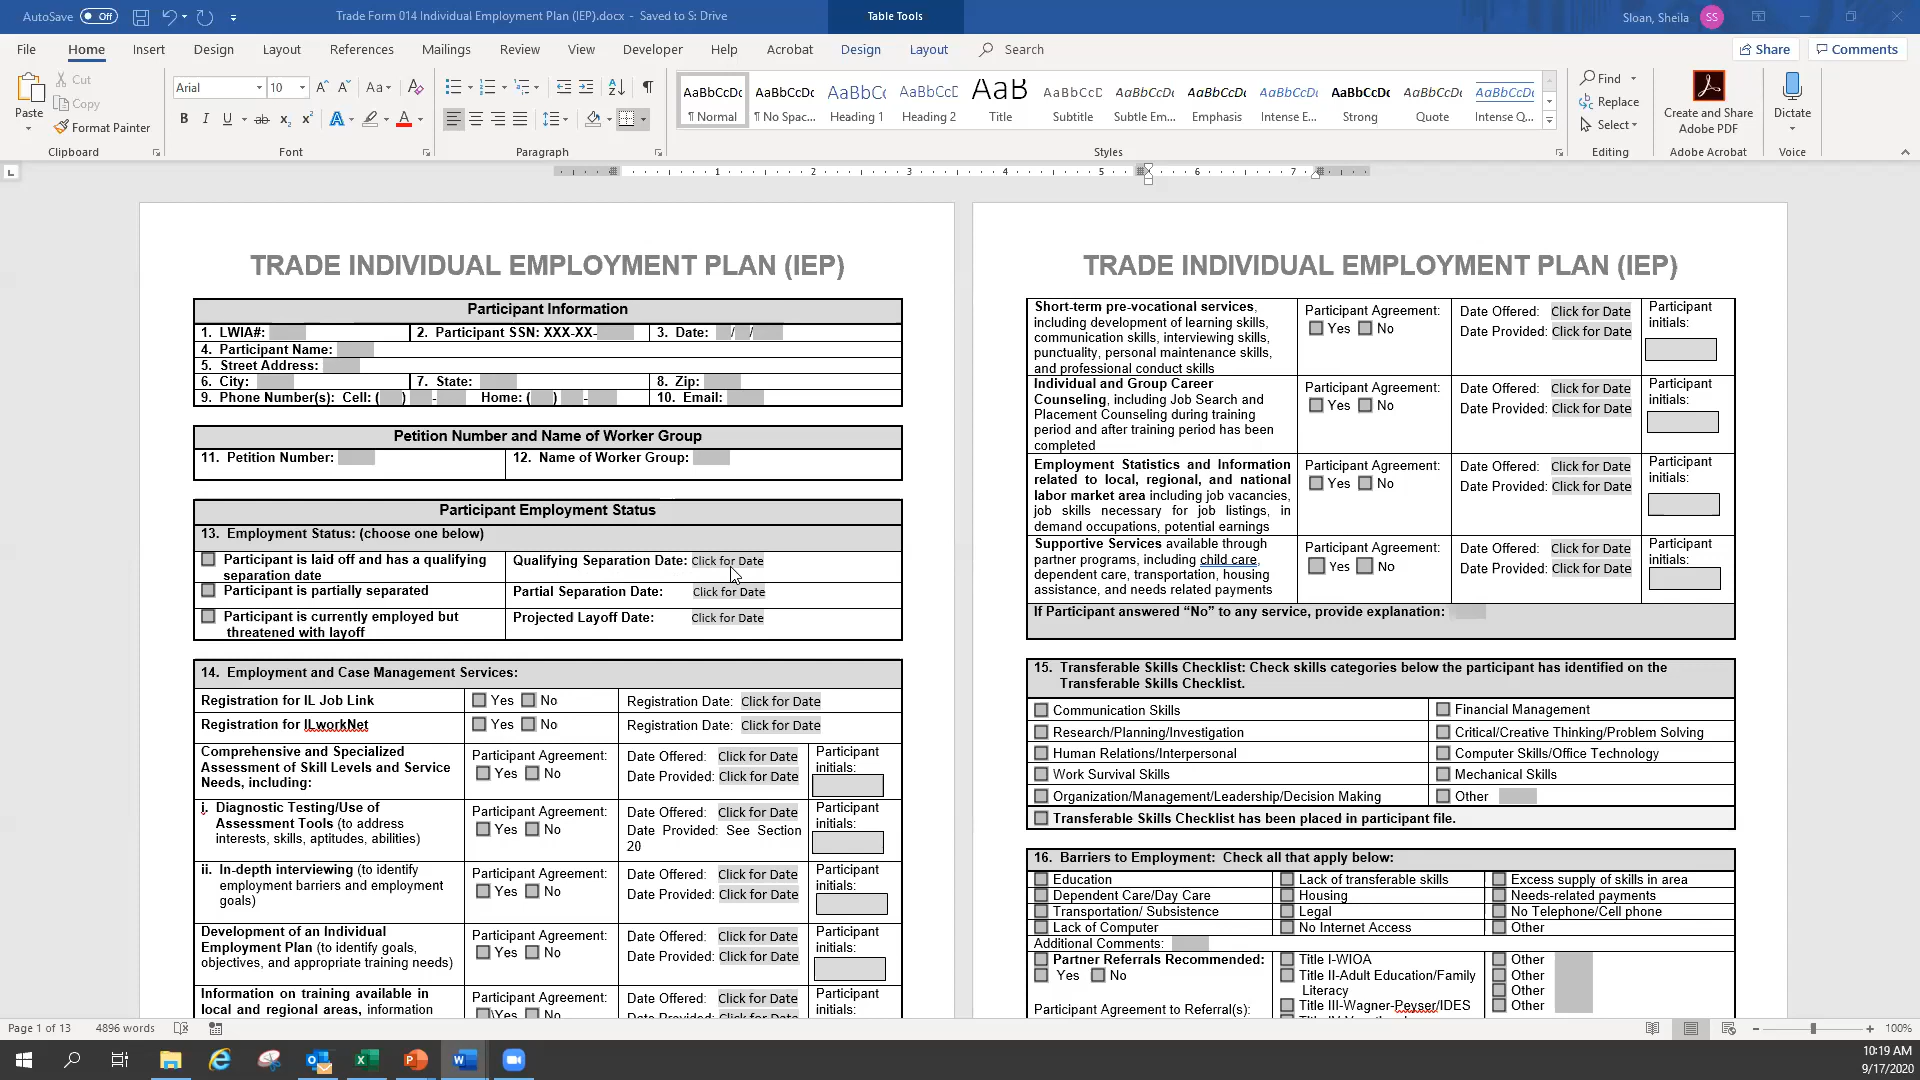 AutoSave Off
Trade Form 014 Individual Employment Plan (IEP).docx - Saved to S: Drive
Table Tools
Sloan, Sheila SS
File Home Insert Design Layout References Mailings Review View Developer Help Acrobat Design Layout Search Share Comments
Paste
Cut
Copy
Format Painter
Clipboard
Arial 10
Font
Paragraph
AaBbCcDc AaBbCcDc AaBbCc AaBbCcD AaB AaBbCcD AaBbCcDc AaBbCcDc AaBbCcDc AaBbCcDc AaBbCcDc AaBbCcDc
¶ Normal ¶ No Spac... Heading 1 Heading 2 Title Subtitle Subtle Em... Emphasis Intense E... Strong Quote Intense Q...
Styles
Find
Replace
Select
Editing
Create and Share
Adobe PDF
Adobe Acrobat
Dictate
Voice
1 2 3 4 5 6 7
TRADE INDIVIDUAL EMPLOYMENT PLAN (IEP)
Participant Information
1. LWIA#: 2. Participant SSN: XXX-XX- 3. Date: / /
4. Participant Name:
5. Street Address:
6. City: 7. State: 8. Zip:
9. Phone Number(s): Cell: ( ) - Home: ( ) - 10. Email:
Petition Number and Name of Worker Group
11. Petition Number: 12. Name of Worker Group:
Participant Employment Status
13. Employment Status: (choose one below)
Participant is laid off and has a qualifying
separation date
Qualifying Separation Date: Click for Date
Participant is partially separated
Partial Separation Date: Click for Date
Participant is currently employed but
threatened with layoff
Projected Layoff Date: Click for Date
14. Employment and Case Management Services:
Registration for IL Job Link Yes No Registration Date: Click for Date
Registration for ILworkNet Yes No Registration Date: Click for Date
Comprehensive and Specialized
Assessment of Skill Levels and Service
Needs, including:
Participant Agreement:
Yes No
Date Offered: Click for Date
Date Provided: Click for Date
Participant
initials:
i. Diagnostic Testing/Use of
Assessment Tools (to address
interests, skills, aptitudes, abilities)
Participant Agreement:
Yes No
Date Offered: Click for Date
Date Provided: See Section
20
Participant
initials:
ii. In-depth interviewing (to identify
employment barriers and employment
goals)
Participant Agreement:
Yes No
Date Offered: Click for Date
Date Provided: Click for Date
Participant
initials:
Development of an Individual
Employment Plan (to identify goals,
objectives, and appropriate training needs)
Participant Agreement:
Yes No
Date Offered: Click for Date
Date Provided: Click for Date
Participant
initials:
Information on training available in
local and regional areas, information
Participant Agreement:
Yes No
Date Offered: Click for Date
Date Provided: Click for Date
Participant
initials:
TRADE INDIVIDUAL EMPLOYMENT PLAN (IEP)
Short-term pre-vocational services,
including development of learning skills,
communication skills, interviewing skills,
punctuality, personal maintenance skills,
and professional conduct skills
Participant Agreement:
Yes No
Date Offered: Click for Date
Date Provided: Click for Date
Participant
initials:
Individual and Group Career
Counseling, including Job Search and
Placement Counseling during training
period and after training period has been
completed
Participant Agreement:
Yes No
Date Offered: Click for Date
Date Provided: Click for Date
Participant
initials:
Employment Statistics and Information
related to local, regional, and national
labor market area including job vacancies,
job skills necessary for job listings, in
demand occupations, potential earnings
Participant Agreement:
Yes No
Date Offered: Click for Date
Date Provided: Click for Date
Participant
initials:
Supportive Services available through
partner programs, including child care,
dependent care, transportation, housing
assistance, and needs related payments
Participant Agreement:
Yes No
Date Offered: Click for Date
Date Provided: Click for Date
Participant
initials:
If Participant answered “No” to any service, provide explanation:
15. Transferable Skills Checklist: Check skills categories below the participant has identified on the
Transferable Skills Checklist.
Communication Skills Financial Management
Research/Planning/Investigation Critical/Creative Thinking/Problem Solving
Human Relations/Interpersonal Computer Skills/Office Technology
Work Survival Skills Mechanical Skills
Organization/Management/Leadership/Decision Making Other
Transferable Skills Checklist has been placed in participant file.
16. Barriers to Employment: Check all that apply below:
Education Lack of transferable skills Excess supply of skills in area
Dependent Care/Day Care Housing Needs-related payments
Transportation/ Subsistence Legal No Telephone/Cell phone
Lack of Computer No Internet Access Other
Additional Comments:
Partner Referrals Recommended: Title I-WIOA Other
Yes No Title II-Adult Education/Family Other
Literacy Other
Participant Agreement to Referral(s): Title III-Wagner-Peyser/IDES Other
Page 1 of 13 4896 words 100%
10:19 AM
9/17/2020